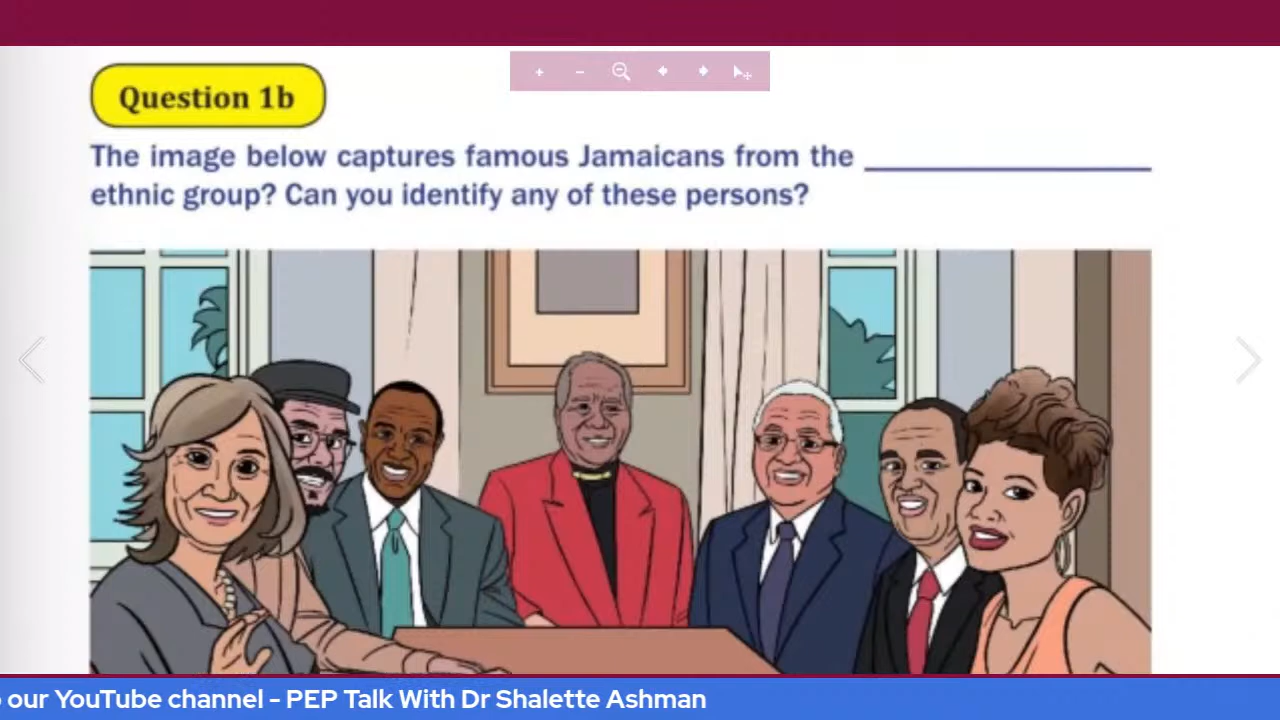 Question 1b
The image below captures famous Jamaicans from the
ethnic group? Can you identify any of these persons?
our YouTube channel - PEP Talk With Dr Shalette Ashman